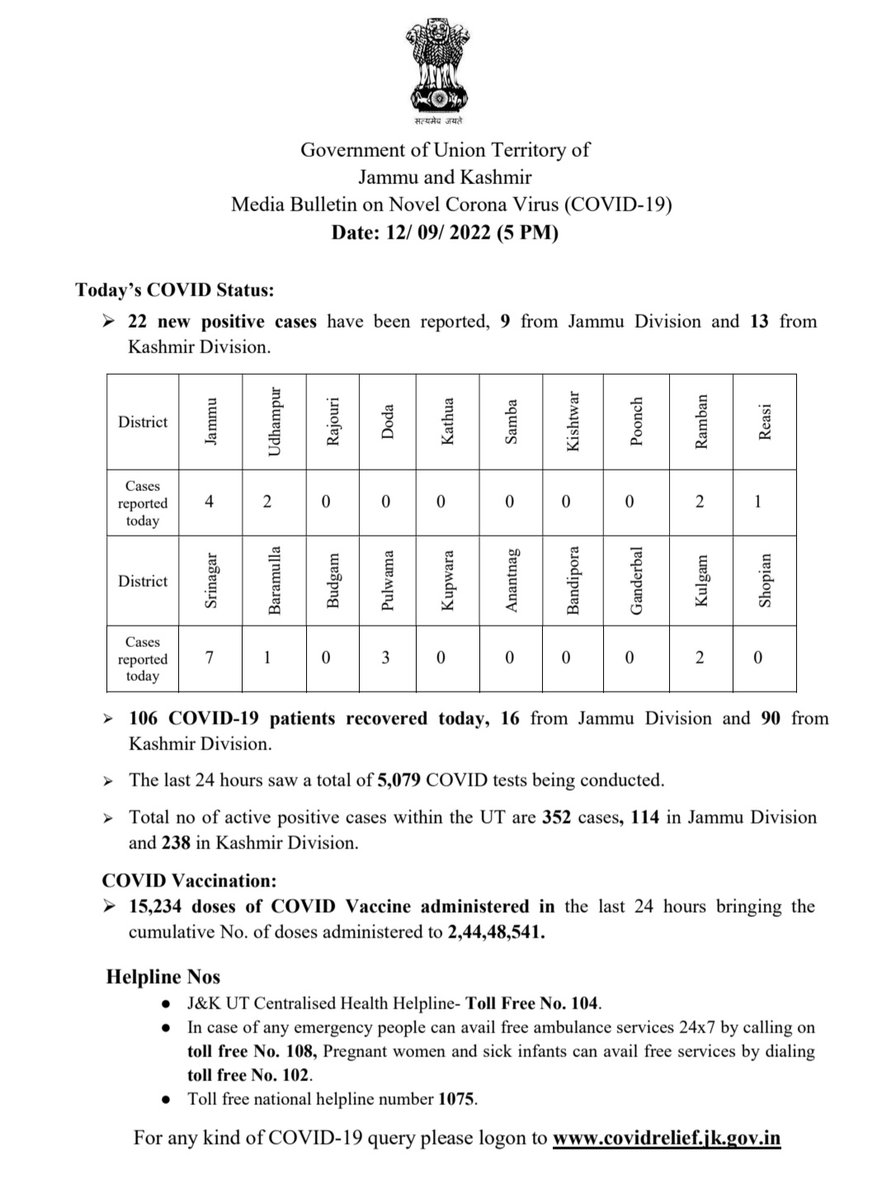 सत्यमेव जयते
Government of Union Territory of
Jammu and Kashmir
Media Bulletin on Novel Corona Virus (COVID-19)
Date: 12/ 09/ 2022 (5 PM)
Today’s COVID Status:
➢ 22 new positive cases have been reported, 9 from Jammu Division and 13 from
Kashmir Division.
District Jammu Udhampur Rajouri Doda Kathua Samba Kishtwar Poonch Ramban Reasi
Cases
reported
today
4 2 0 0 0 0 0 0 2 1
District Srinagar Baramulla Budgam Pulwama Kupwara Anantnag Bandipora Ganderbal Kulgam Shopian
Cases
reported
today
7 1 0 3 0 0 0 0 2 0
➢ 106 COVID-19 patients recovered today, 16 from Jammu Division and 90 from
Kashmir Division.
➢ The last 24 hours saw a total of 5,079 COVID tests being conducted.
➢ Total no of active positive cases within the UT are 352 cases, 114 in Jammu Division
and 238 in Kashmir Division.
COVID Vaccination:
➢ 15,234 doses of COVID Vaccine administered in the last 24 hours bringing the
cumulative No. of doses administered to 2,44,48,541.
Helpline Nos
● J&K UT Centralised Health Helpline- Toll Free No. 104.
● In case of any emergency people can avail free ambulance services 24x7 by calling on
toll free No. 108, Pregnant women and sick infants can avail free services by dialing
toll free No. 102.
● Toll free national helpline number 1075.
For any kind of COVID-19 query please logon to www.covidrelief.jk.gov.in